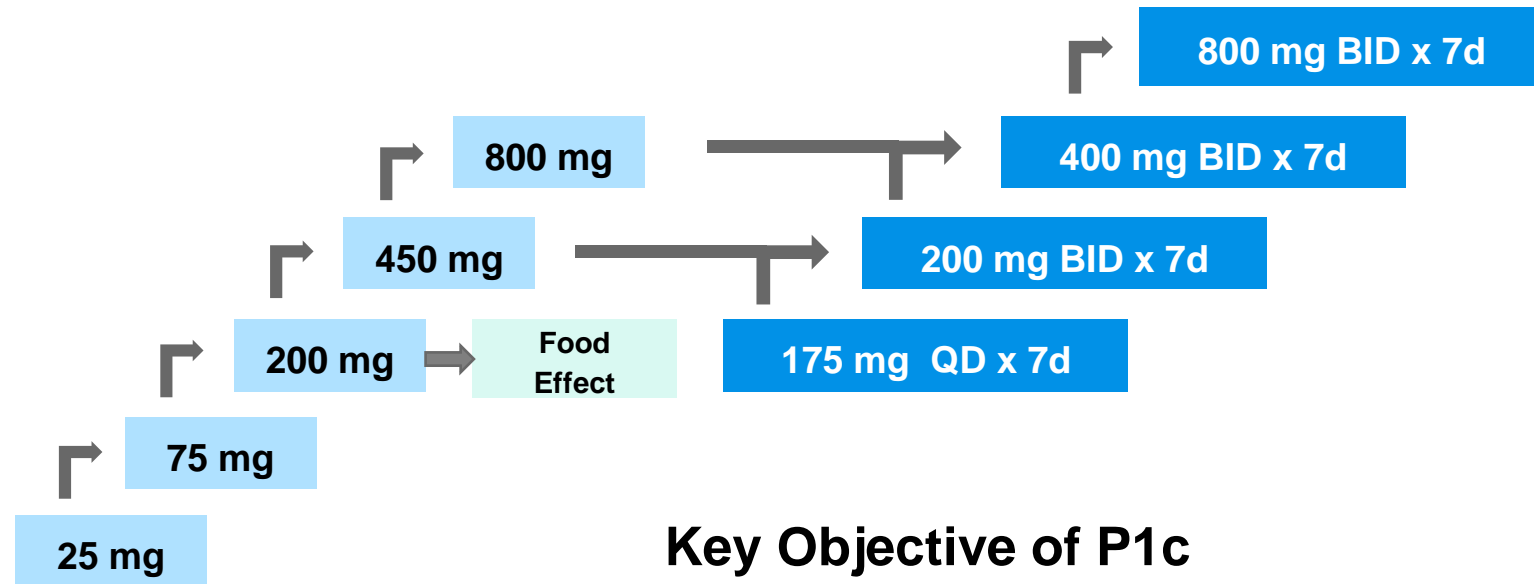 800 mg BID x 7d
800 mg
400 mg BID x 7d
450 mg
200 mg BID x 7d
200 mg
Food
Effect
175 mg  QD x 7d
75 mg
25 mg
Key Objective of P1c